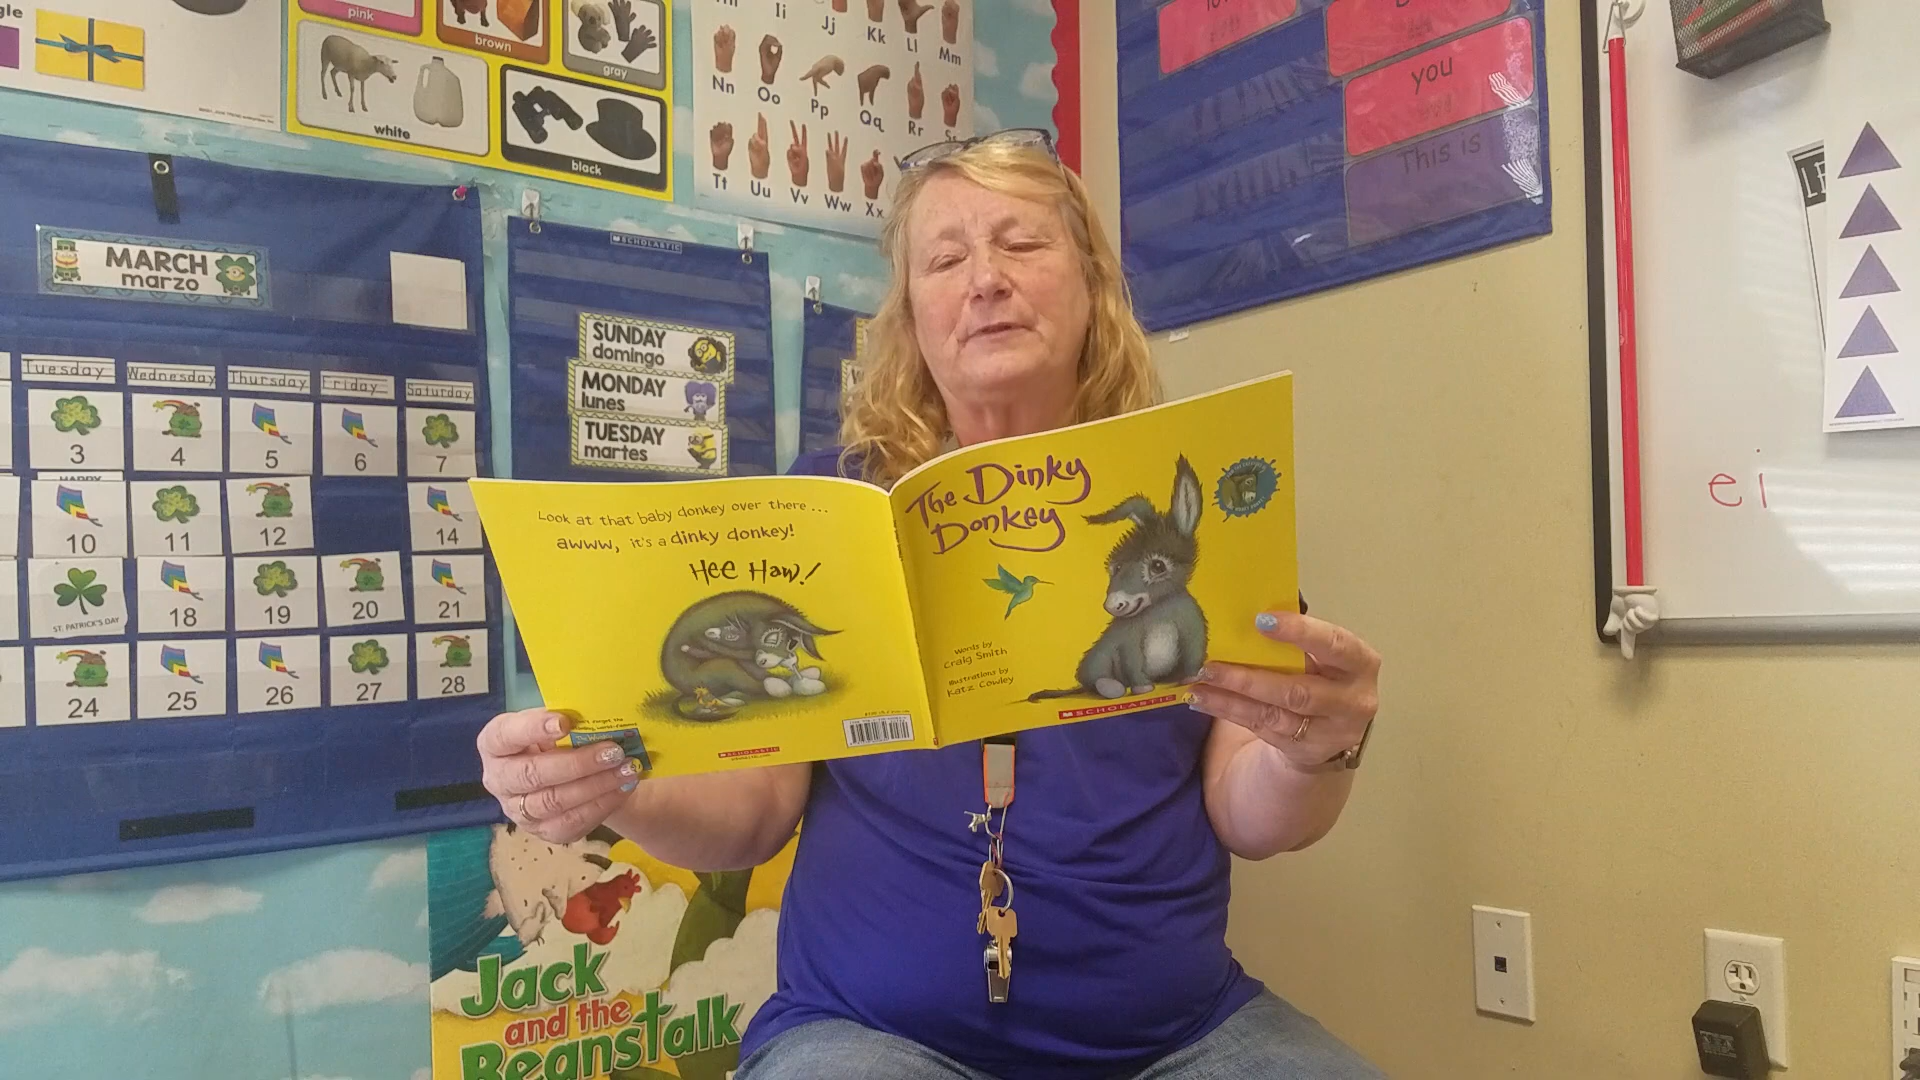 pink
brown
gray
white
black
Ii
Jj
Kk
Ll
Mm
Nn
Oo
Pp
Qq
Rr
Ss
Tt
Uu
Vv
Ww
Xx
you
This is
MARCH
marzo
SCHOLASTIC
SUNDAY
domingo
MONDAY
lunes
TUESDAY
martes
Tuesday Wednesday Thursday Friday Saturday
3 4 5 6 7
HAPPY
10 11 12 14
ST. PATRICK'S DAY 18 19 20 21
24 25 26 27 28
Look at that baby donkey over there...
awww, it's a dinky donkey!
Hee Haw!
SCHOLASTIC
The Dinky
Donkey
Words by
Craig Smith
Illustrations by
Katz Cowley
SCHOLASTIC
Jack
and the
Beanstalk
ei